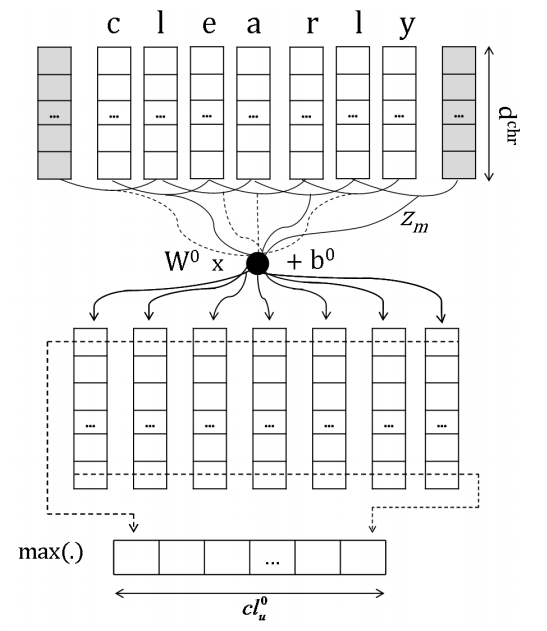 c l e a r l y
... ... ... ... ... ... ... ... ...
d^chr
z_m
W^0 x + b^0
... ... ... ... ... ... ...
max(.)
...
cl_u^0